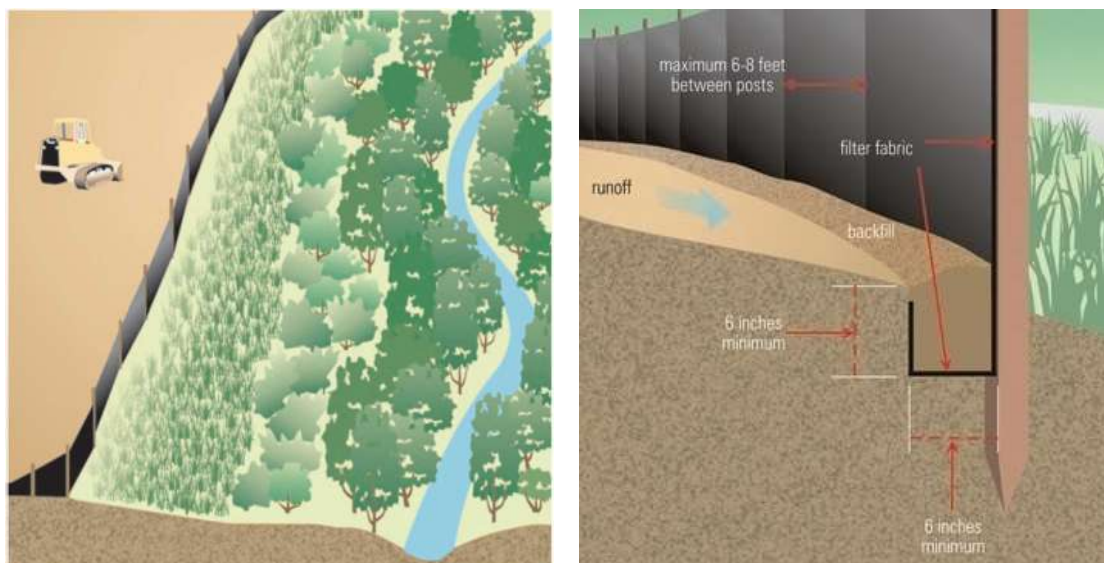 maximum 6-8 feet
between posts
filter fabric
runoff
backfill
6 inches
minimum
6 inches
minimum